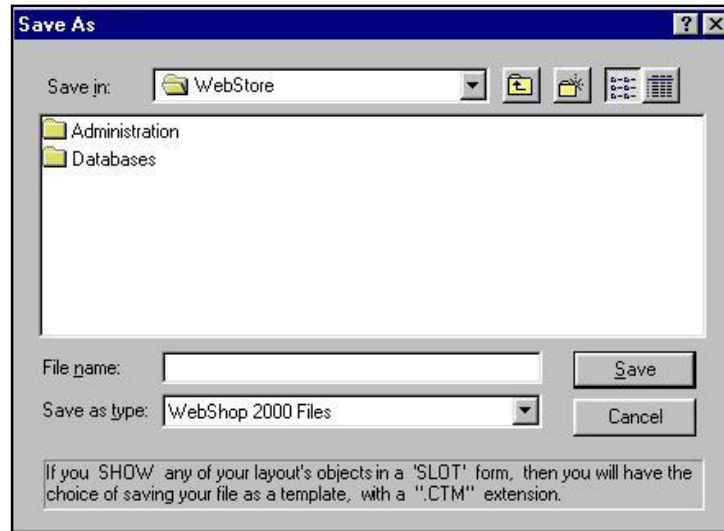 Save As
Save in: WebStore
Administration
Databases
File name: Save
Save as type: WebShop 2000 Files Cancel
If you SHOW any of your layout's objects in a 'SLOT' form, then you will have the
choice of saving your file as a template, with a ".CTM" extension.